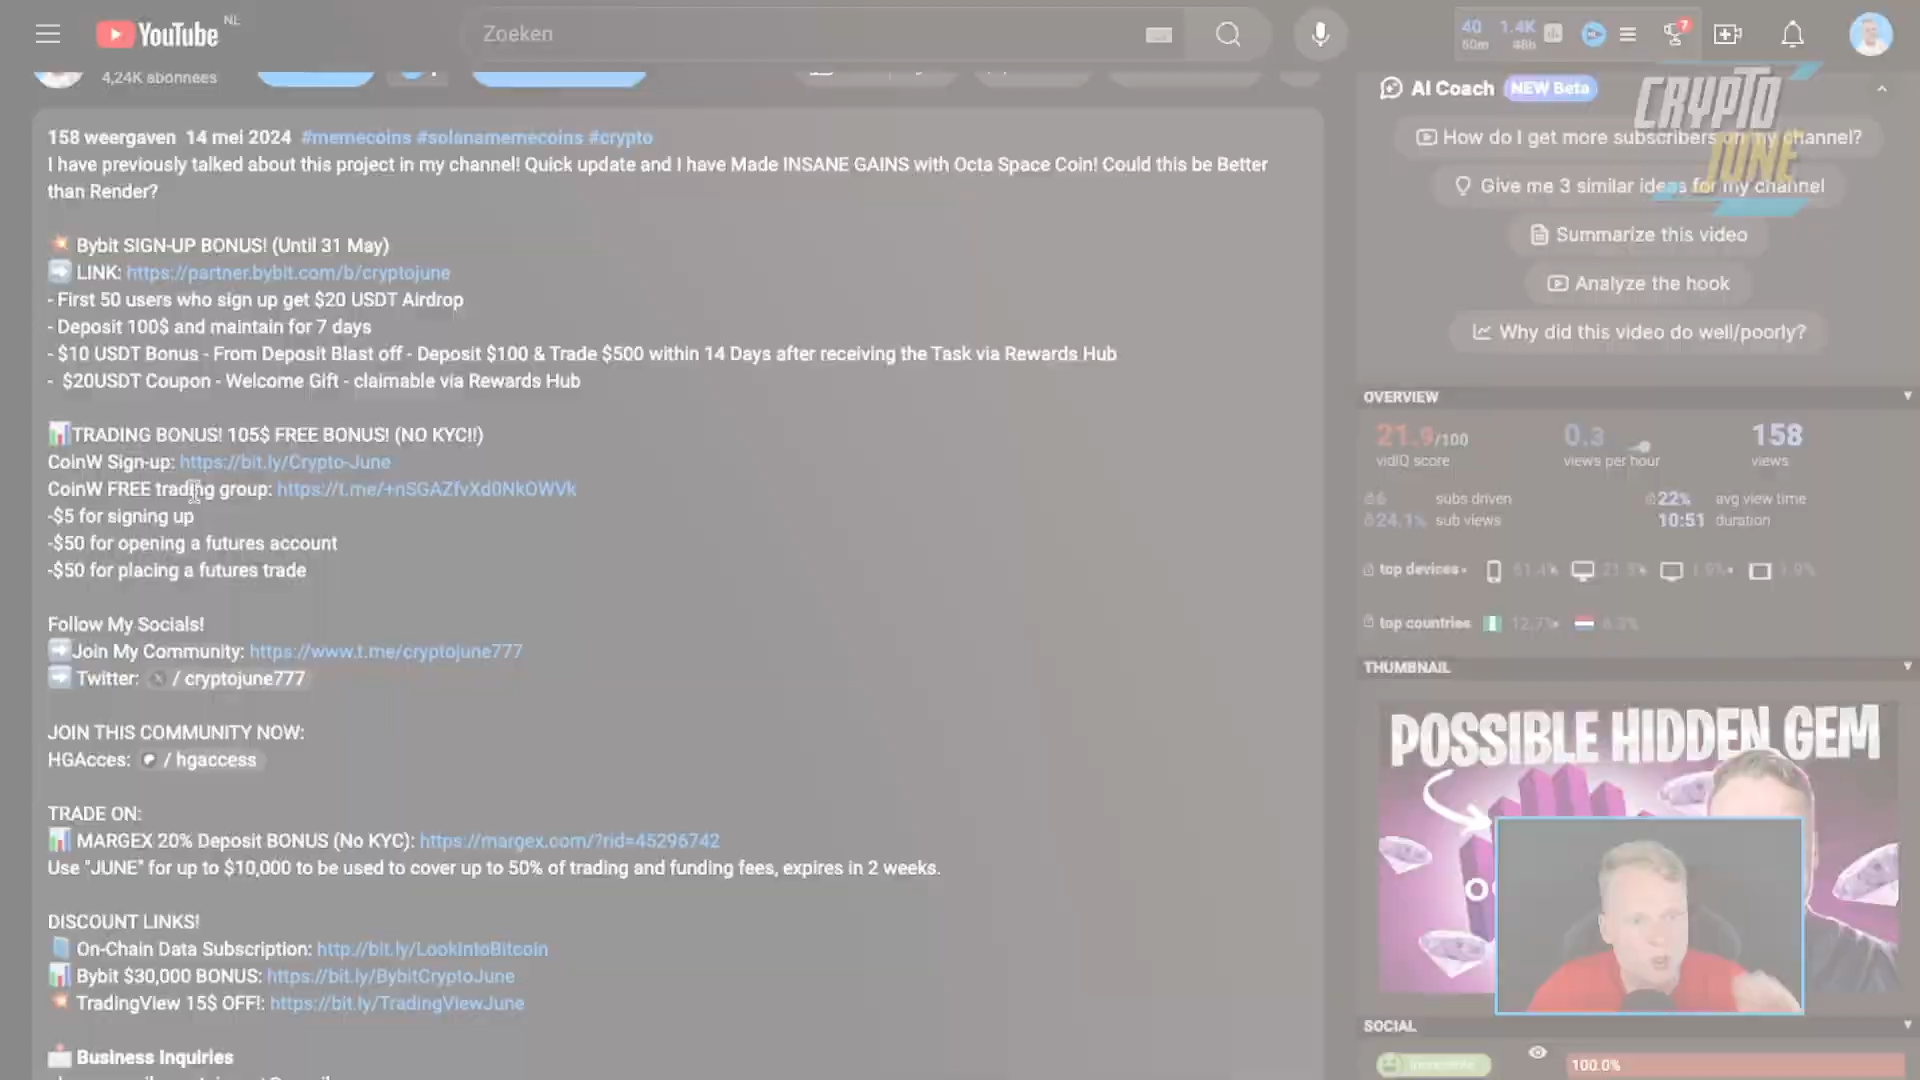 YouTube NL
Zoeken
40 1.4K
60m 48h
7
4,24K abonnees
158 weergaven 14 mei 2024 #memecoins #solanamemecoins #crypto
I have previously talked about this project in my channel! Quick update and I have Made INSANE GAINS with Octa Space Coin! Could this be Better
than Render?
Bybit SIGN-UP BONUS! (Until 31 May)
LINK: https://partner.bybit.com/b/cryptojune
- First 50 users who sign up get $20 USDT Airdrop
- Deposit 100$ and maintain for 7 days
- $10 USDT Bonus - From Deposit Blast off - Deposit $100 & Trade $500 within 14 Days after receiving the Task via Rewards Hub
- $20USDT Coupon - Welcome Gift - claimable via Rewards Hub
TRADING BONUS! 105$ FREE BONUS! (NO KYC!!)
CoinW Sign-up: https://bit.ly/Crypto-June
CoinW FREE trading group: https://t.me/+nSGAZfvXd0NkOWVk
-$5 for signing up
-$50 for opening a futures account
-$50 for placing a futures trade
Follow My Socials!
Join My Community: https://www.t.me/cryptojune777
Twitter: / cryptojune777
JOIN THIS COMMUNITY NOW:
HGAcces: / hgaccess
TRADE ON:
MARGEX 20% Deposit BONUS (No KYC): https://margex.com/?rid=45296742
Use "JUNE" for up to $10,000 to be used to cover up to 50% of trading and funding fees, expires in 2 weeks.
DISCOUNT LINKS!
On-Chain Data Subscription: http://bit.ly/LookIntoBitcoin
Bybit $30,000 BONUS: https://bit.ly/BybitCryptoJune
TradingView 15$ OFF!: https://bit.ly/TradingViewJune
Business Inquiries
AI Coach NEW Beta
CRYPTO
JUNE
How do I get more subscribers on my channel?
Give me 3 similar ideas for my channel
Summarize this video
Analyze the hook
Why did this video do well/poorly?
OVERVIEW
21.9/100 0.3 158
vidIQ score views per hour views
6 subs driven 22% avg view time
24.1% sub views 10:51 duration
top devices
top countries 12.7%
THUMBNAIL
POSSIBLE HIDDEN GEM
SOCIAL
100.0%